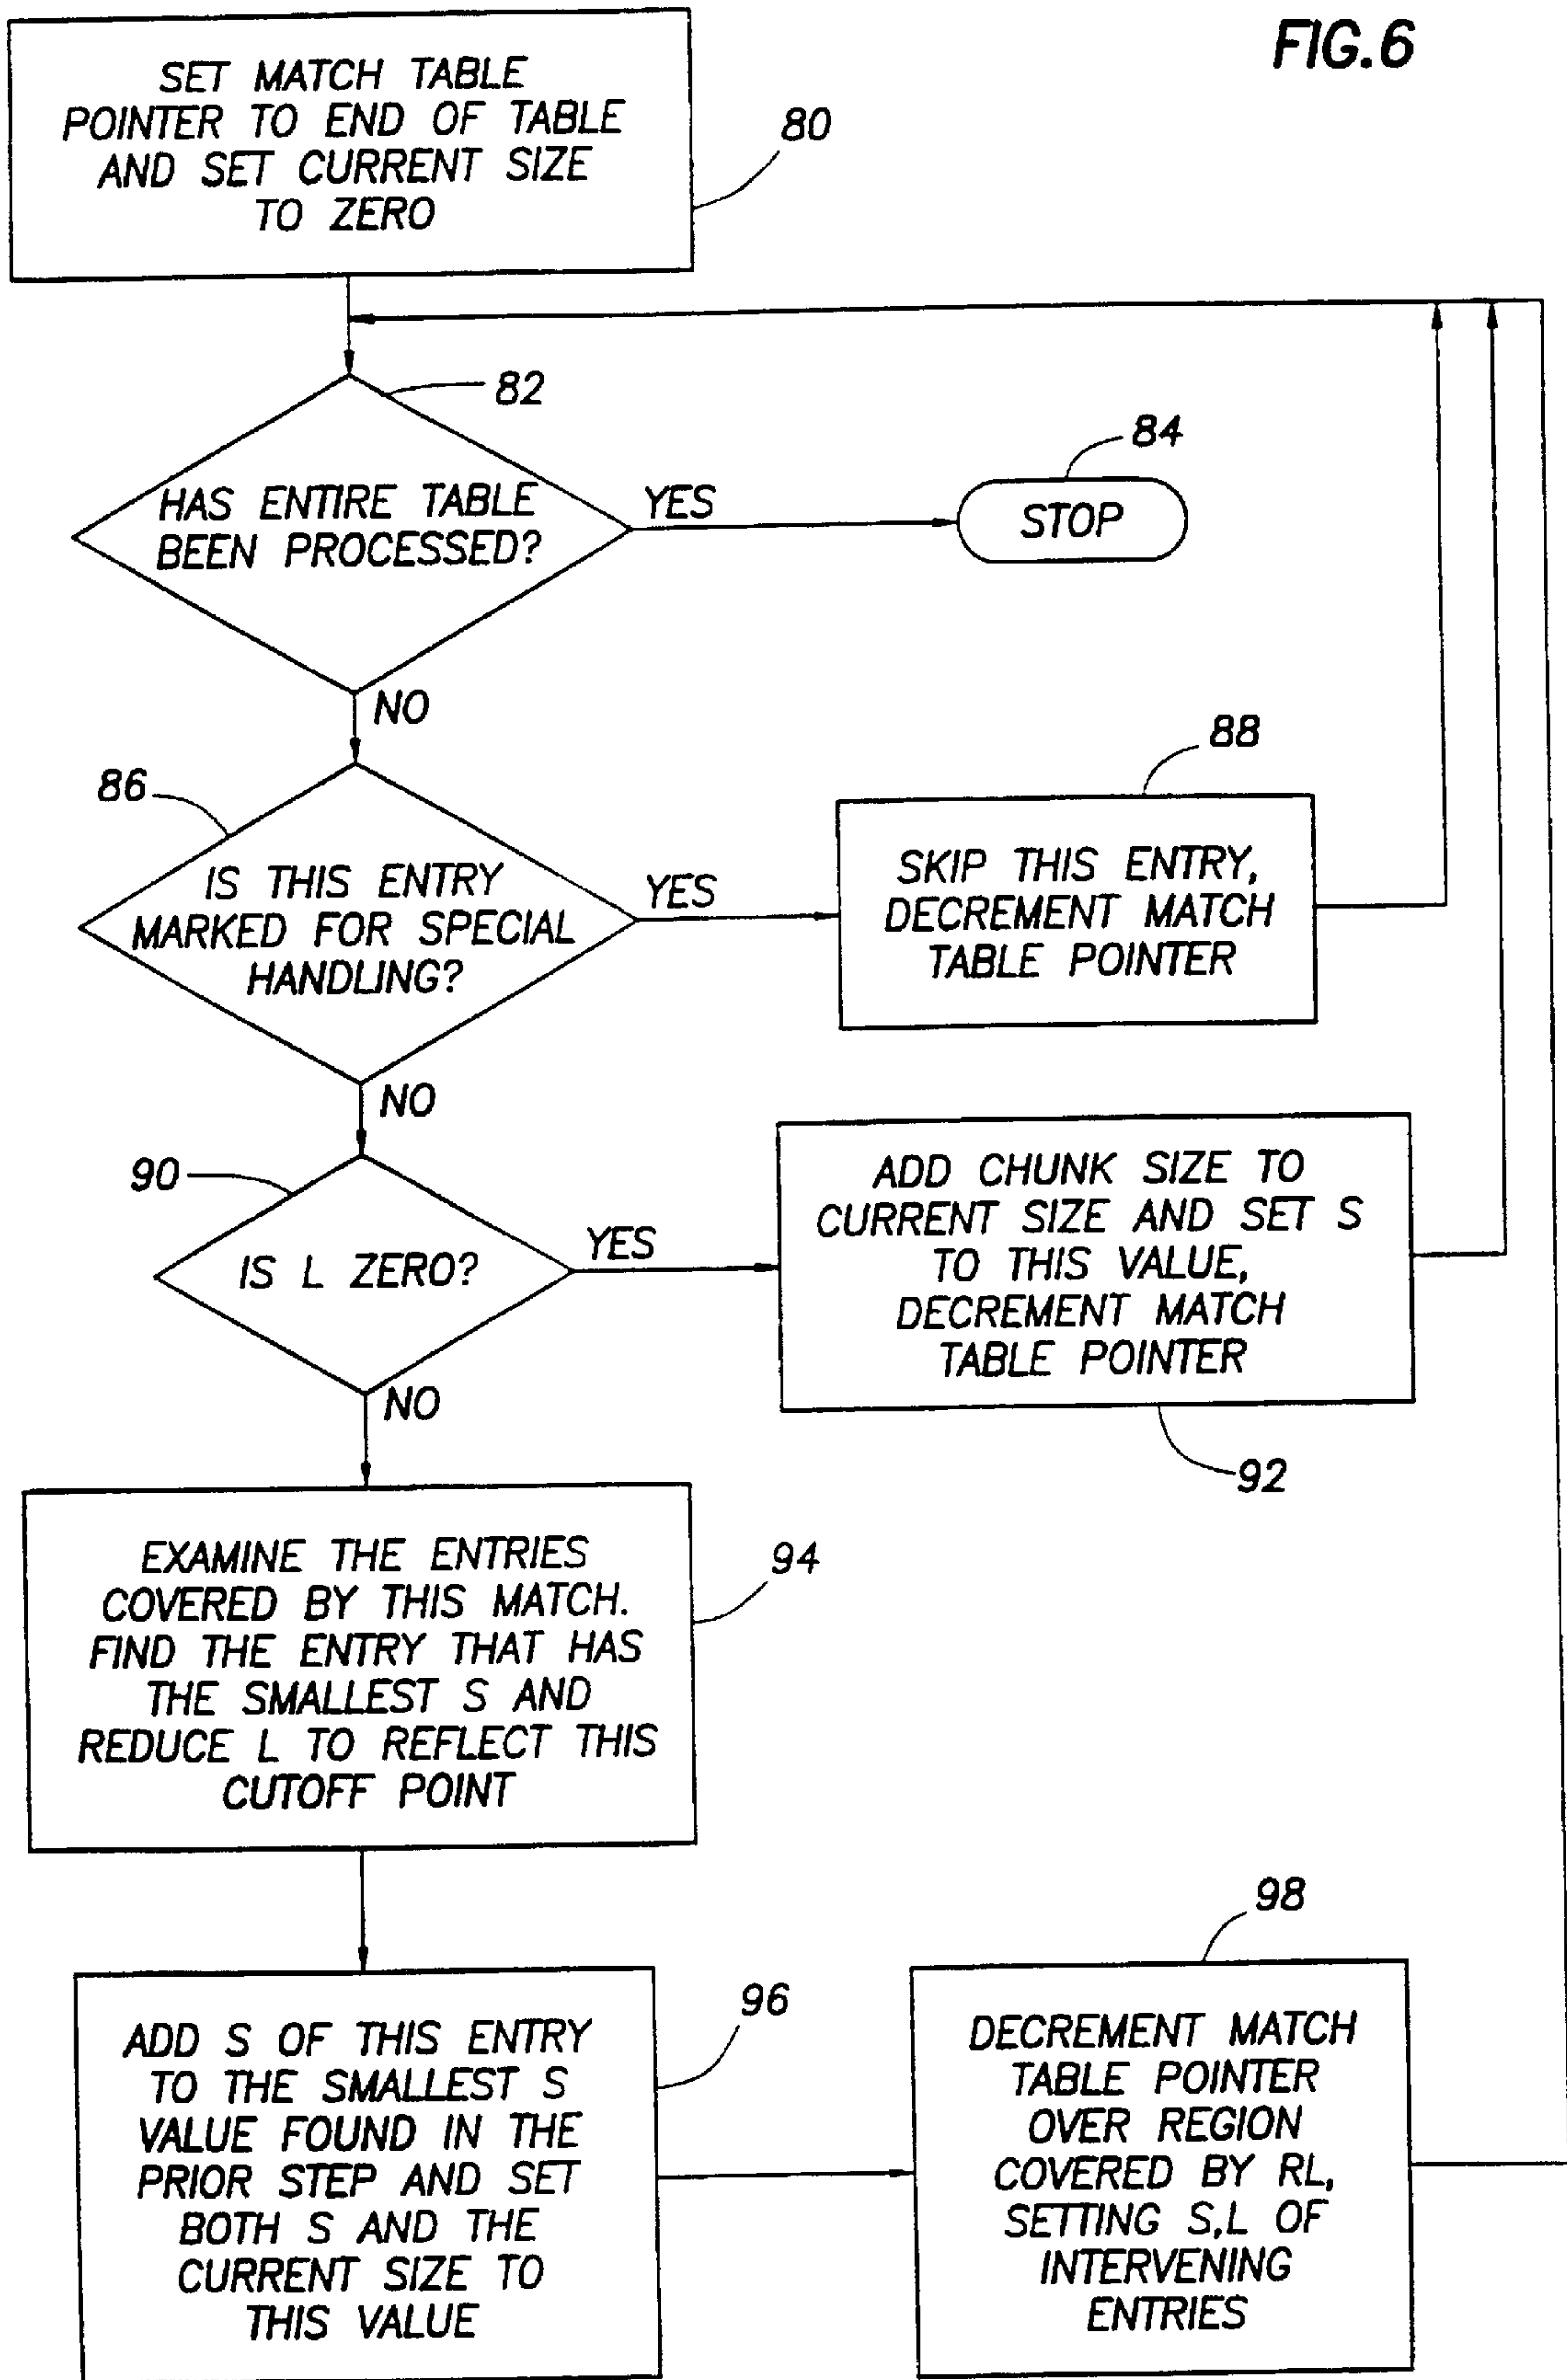 FIG.6
SET MATCH TABLE
POINTER TO END OF TABLE
AND SET CURRENT SIZE
TO ZERO
80
82
HAS ENTIRE TABLE
BEEN PROCESSED?
YES
84
STOP
NO
86
IS THIS ENTRY
MARKED FOR SPECIAL
HANDLING?
YES
88
SKIP THIS ENTRY,
DECREMENT MATCH
TABLE POINTER
NO
90
IS L ZERO?
YES
ADD CHUNK SIZE TO
CURRENT SIZE AND SET S
TO THIS VALUE,
DECREMENT MATCH
TABLE POINTER
92
NO
EXAMINE THE ENTRIES
COVERED BY THIS MATCH.
FIND THE ENTRY THAT HAS
THE SMALLEST S AND
REDUCE L TO REFLECT THIS
CUTOFF POINT
94
ADD S OF THIS ENTRY
TO THE SMALLEST S
VALUE FOUND IN THE
PRIOR STEP AND SET
BOTH S AND THE
CURRENT SIZE TO
THIS VALUE
96
98
DECREMENT MATCH
TABLE POINTER
OVER REGION
COVERED BY RL,
SETTING S,L OF
INTERVENING
ENTRIES